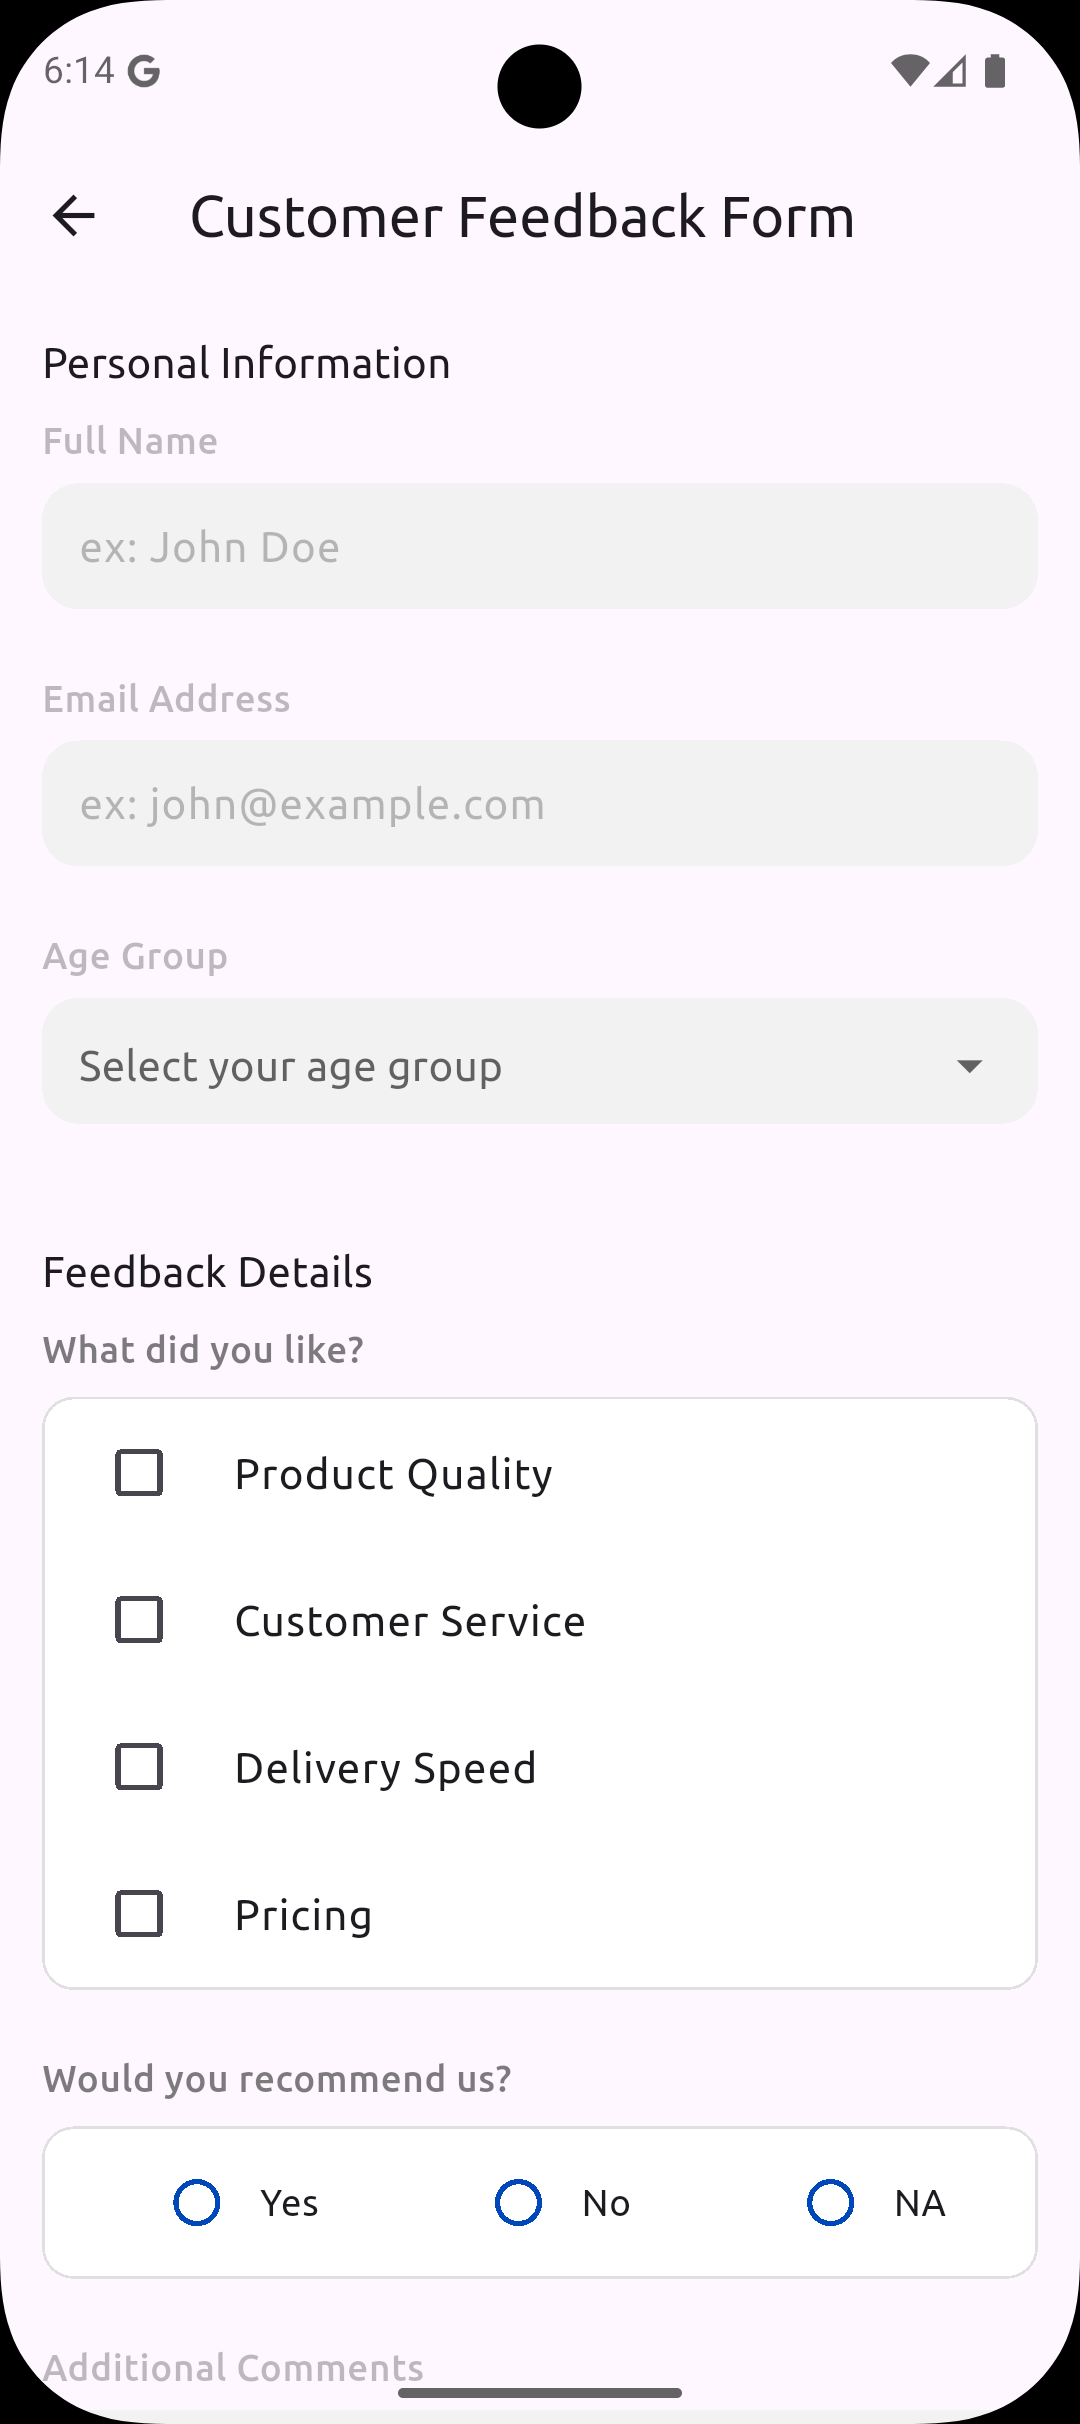 6:14
Customer Feedback Form
Personal Information
Full Name
ex: John Doe
Email Address
ex: john@example.com
Age Group
Select your age group
Feedback Details
What did you like?
Product Quality
Customer Service
Delivery Speed
Pricing
Would you recommend us?
Yes No NA
Additional Comments